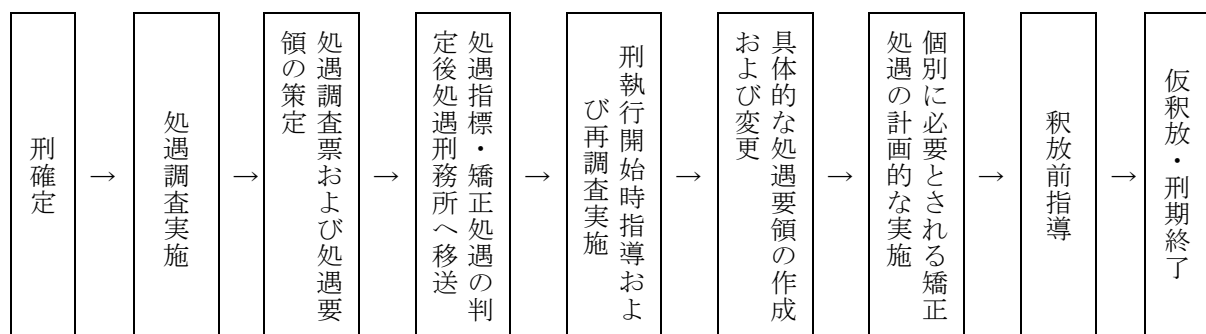 刑確定
→
処遇調査実施
→
処遇調査票および処遇要
領の策定
→
処遇指標・矯正処遇の判
定後処遇刑務所へ移送
→
刑執行開始時指導およ
び再調査実施
→
具体的な処遇要領の作成
および変更
→
個別に必要とされる矯正
処遇の計画的な実施
→
釈放前指導
→
仮釈放・刑期終了